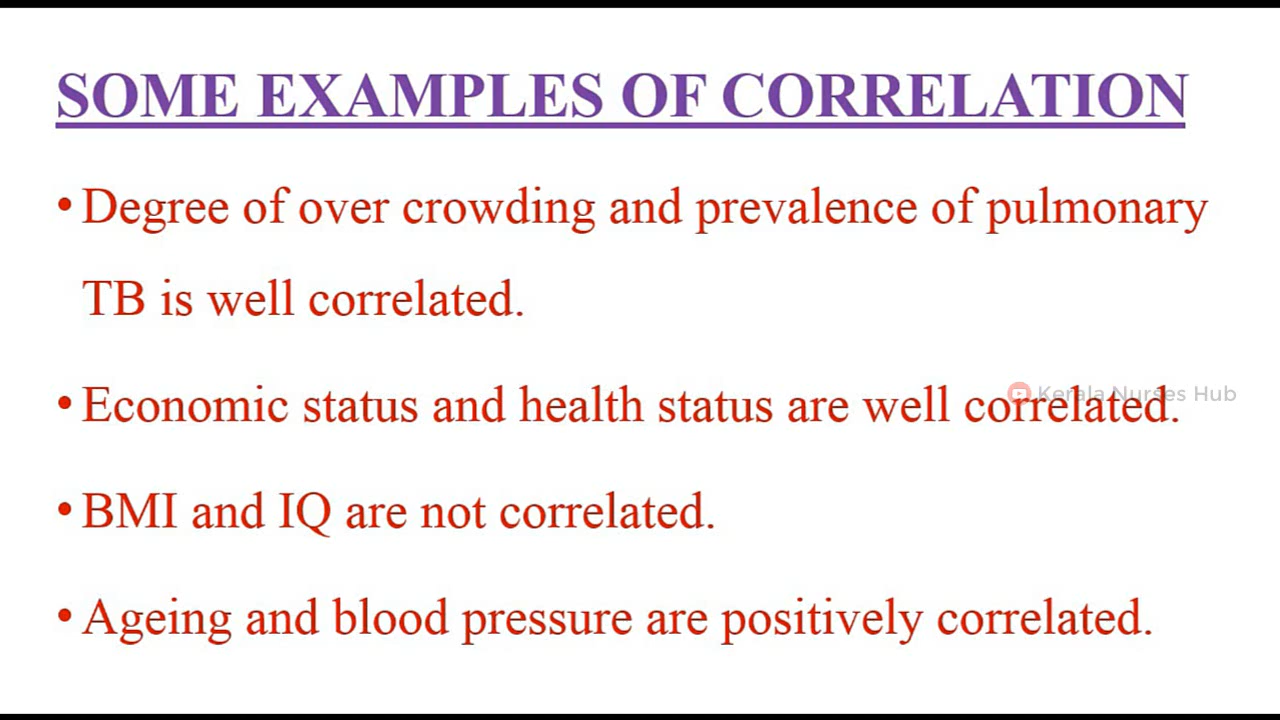 SOME EXAMPLES OF CORRELATION
• Degree of over crowding and prevalence of pulmonary
TB is well correlated.
• Economic status and health status are well correlated.
Kerala Nurses Hub
• BMI and IQ are not correlated.
• Ageing and blood pressure are positively correlated.